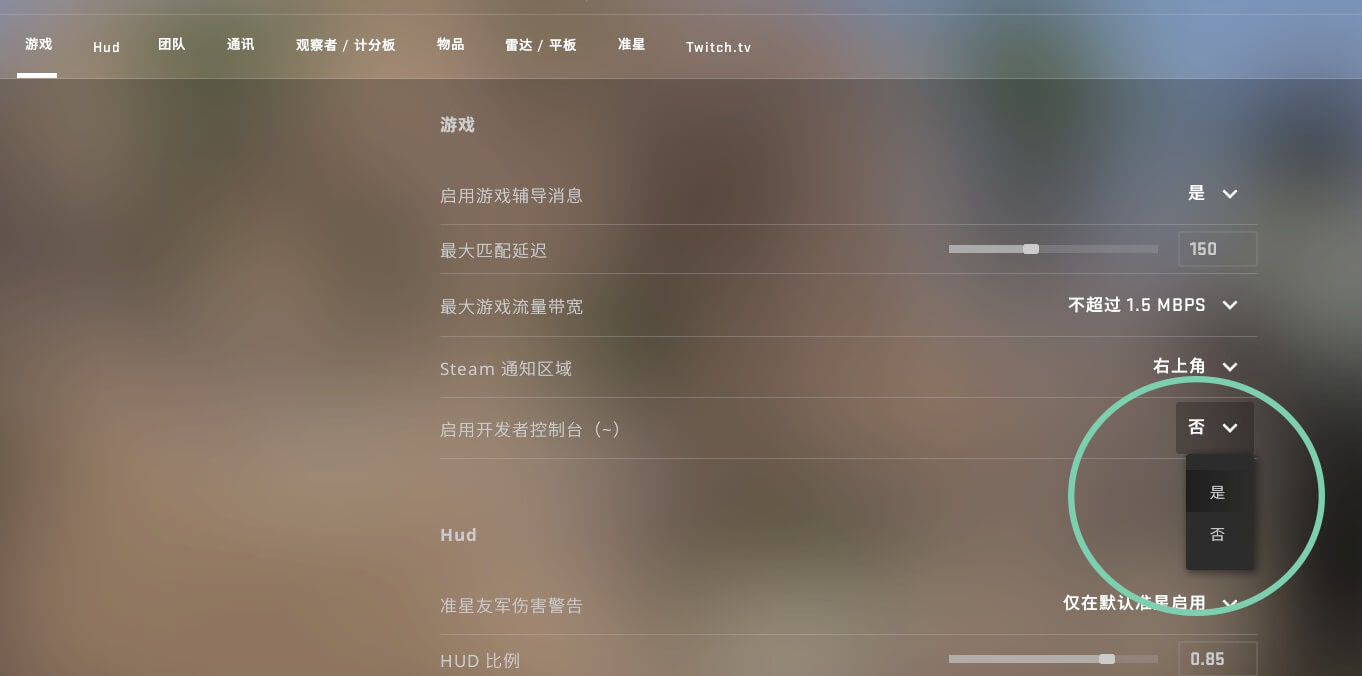 游戏 Hud 团队 通讯 观察者 / 计分板 物品 雷达 / 平板 准星 Twitch.tv
游戏
启用游戏辅导消息 是
最大匹配延迟 150
最大游戏流量带宽 不超过 1.5 MBPS
Steam 通知区域 右上角
启用开发者控制台（~） 否
是
否
Hud
准星友军伤害警告 仅在默认准星启用
HUD 比例 0.85